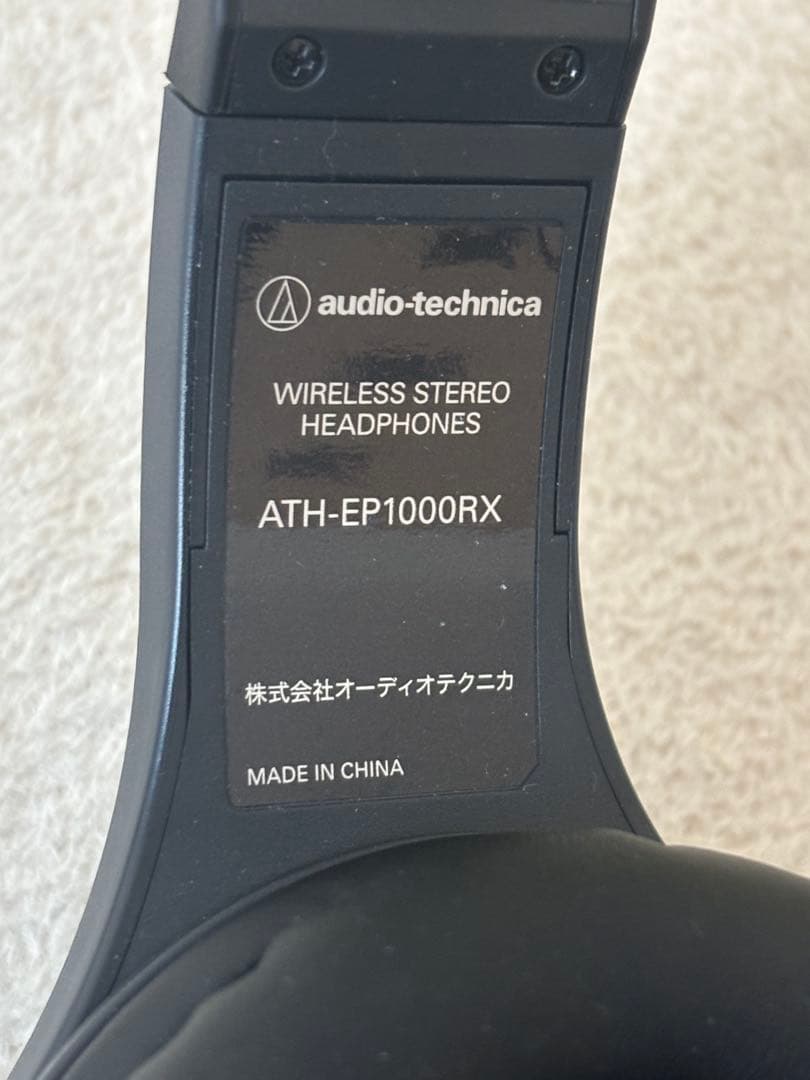 audio-technica
WIRELESS STEREO
HEADPHONES
ATH-EP1000RX
株式会社オーディオテクニカ
MADE IN CHINA